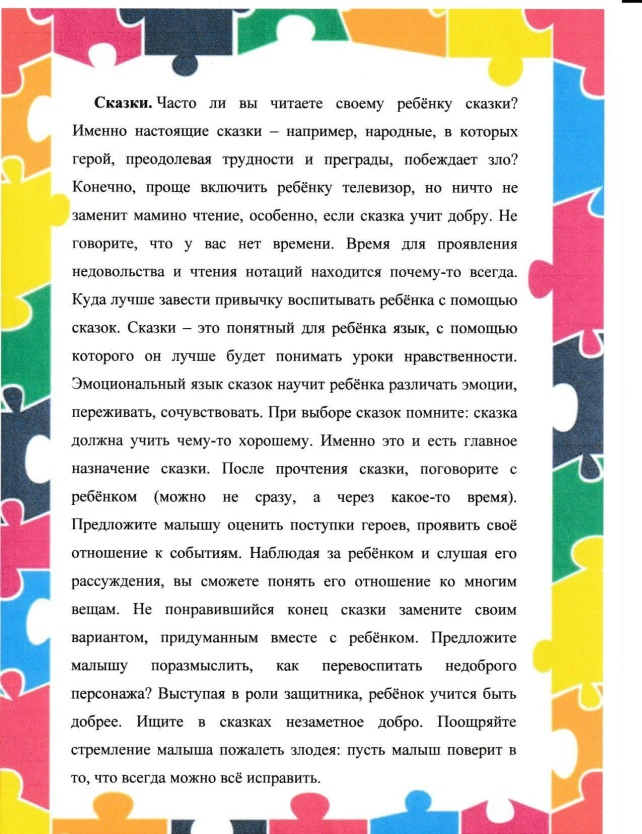 Сказки. Часто ли вы читаете своему ребёнку сказки?
Именно настоящие сказки – например, народные, в которых
герой, преодолевая трудности и преграды, побеждает зло?
Конечно, проще включить ребёнку телевизор, но ничто не
заменит мамино чтение, особенно, если сказка учит добру. Не
говорите, что у вас нет времени. Время для проявления
недовольства и чтения нотаций находится почему-то всегда.
Куда лучше завести привычку воспитывать ребёнка с помощью
сказок. Сказки – это понятный для ребёнка язык, с помощью
которого он лучше будет понимать уроки нравственности.
Эмоциональный язык сказок научит ребёнка различать эмоции,
переживать, сочувствовать. При выборе сказок помните: сказка
должна учить чему-то хорошему. Именно это и есть главное
назначение сказки. После прочтения сказки, поговорите с
ребёнком (можно не сразу, а через какое-то время).
Предложите малышу оценить поступки героев, проявить своё
отношение к событиям. Наблюдая за ребёнком и слушая его
рассуждения, вы сможете понять его отношение ко многим
вещам. Не понравившийся конец сказки замените своим
вариантом, придуманным вместе с ребёнком. Предложите
малышу поразмыслить, как перевоспитать недоброго
персонажа? Выступая в роли защитника, ребёнок учится быть
добрее. Ищите в сказках незаметное добро. Поощряйте
стремление малыша пожалеть злодея: пусть малыш поверит в
то, что всегда можно всё исправить.